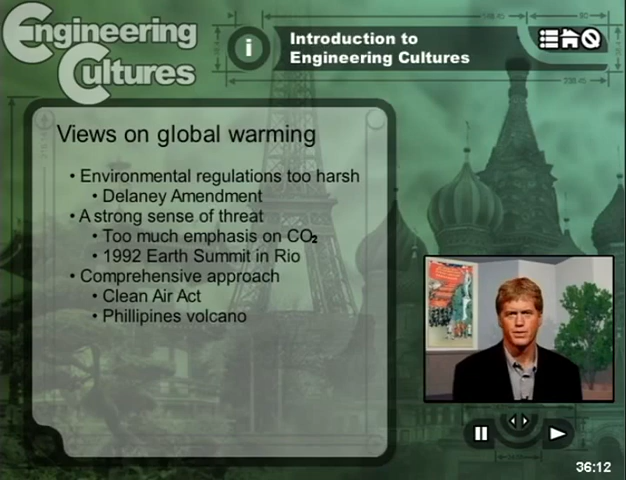 Engineering
Cultures
i
Introduction to
Engineering Cultures
Views on global warming
• Environmental regulations too harsh
• Delaney Amendment
• A strong sense of threat
• Too much emphasis on CO₂
• 1992 Earth Summit in Rio
• Comprehensive approach
• Clean Air Act
• Phillipines volcano
36:12